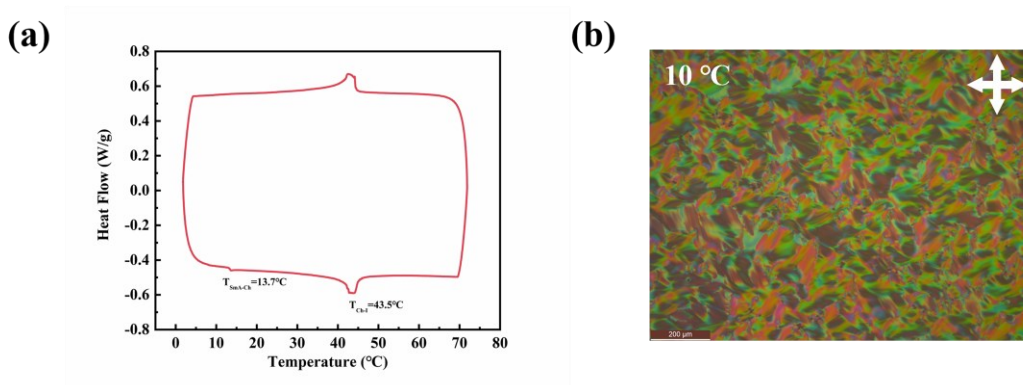 (a)
(b)
0.8
0.6
0.4
0.2
0.0
-0.2
-0.4
-0.6
-0.8
Heat Flow (W/g)
T SmA-Ch=13.7℃
T Ch-I=43.5℃
0 10 20 30 40 50 60 70 80
Temperature (℃)
10 ℃
200 µm